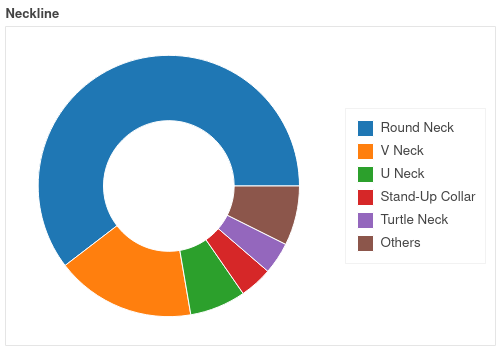 Neckline
Round Neck
V Neck
U Neck
Stand-Up Collar
Turtle Neck
Others